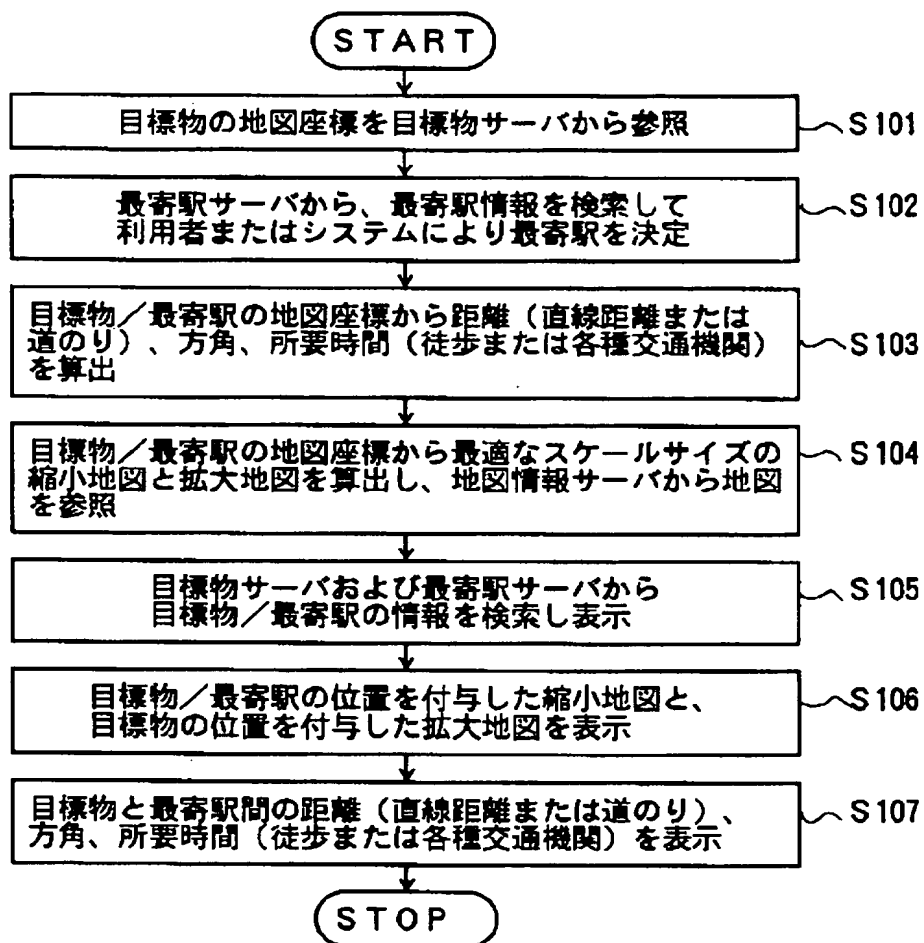 START
目標物の地図座標を目標物サーバから参照
S101
最寄駅サーバから、最寄駅情報を検索して
利用者またはシステムにより最寄駅を決定
S102
目標物／最寄駅の地図座標から距離（直線距離または
道のり）、方角、所要時間（徒歩または各種交通機関）
を算出
S103
目標物／最寄駅の地図座標から最適なスケールサイズの
縮小地図と拡大地図を算出し、地図情報サーバから地図
を参照
S104
目標物サーバおよび最寄駅サーバから
目標物／最寄駅の情報を検索し表示
S105
目標物／最寄駅の位置を付与した縮小地図と、
目標物の位置を付与した拡大地図を表示
S106
目標物と最寄駅間の距離（直線距離または道のり）、
方角、所要時間（徒歩または各種交通機関）を表示
S107
STOP